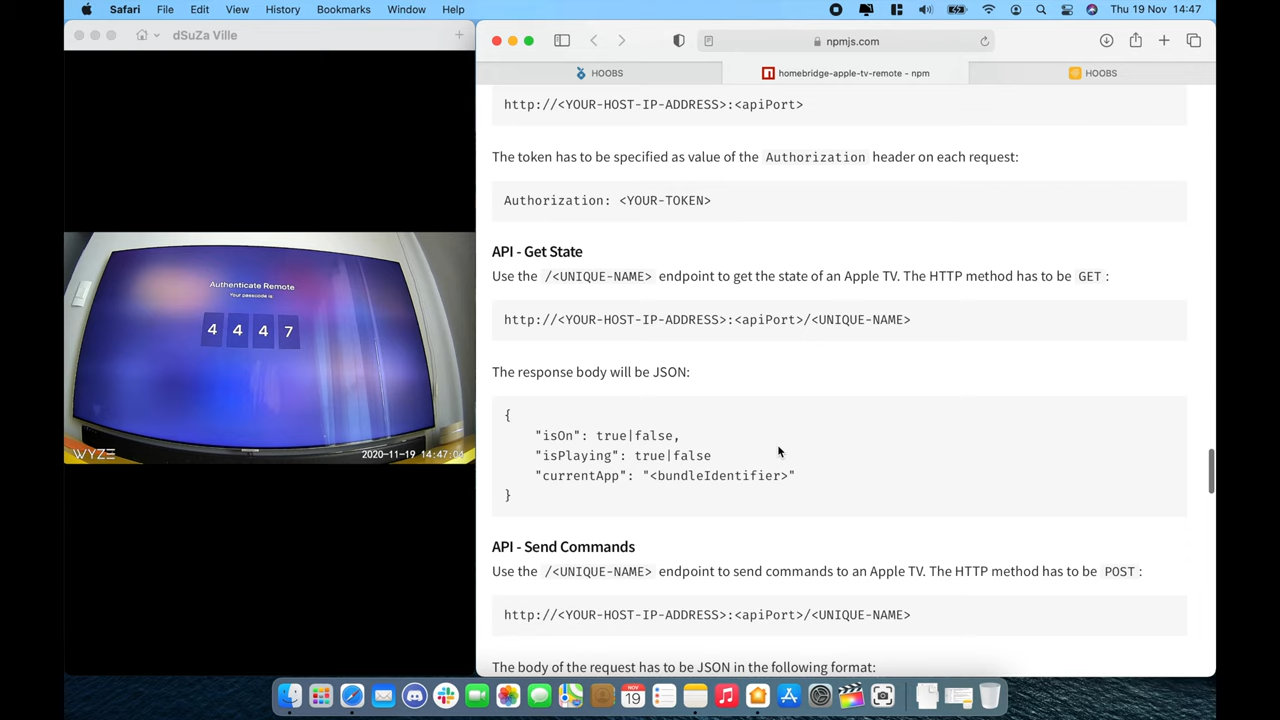 Safari File Edit View History Bookmarks Window Help Thu 19 Nov 14:47
dSuZa Ville
npmjs.com
HOOBS
homebridge-apple-tv-remote - npm
HOOBS
http://<YOUR-HOST-IP-ADDRESS>:<apiPort>
The token has to be specified as value of the Authorization header on each request:
Authorization: <YOUR-TOKEN>
API - Get State
Use the /<UNIQUE-NAME> endpoint to get the state of an Apple TV. The HTTP method has to be GET :
http://<YOUR-HOST-IP-ADDRESS>:<apiPort>/<UNIQUE-NAME>
The response body will be JSON:
{
"isOn": true|false,
"isPlaying": true|false
"currentApp": "<bundleIdentifier>"
}
API - Send Commands
Use the /<UNIQUE-NAME> endpoint to send commands to an Apple TV. The HTTP method has to be POST :
http://<YOUR-HOST-IP-ADDRESS>:<apiPort>/<UNIQUE-NAME>
The body of the request has to be JSON in the following format:
Authenticate Remote
Your passcode is
4 4 4 7
WYZE 2020-11-19 14:47:04
NOV
19